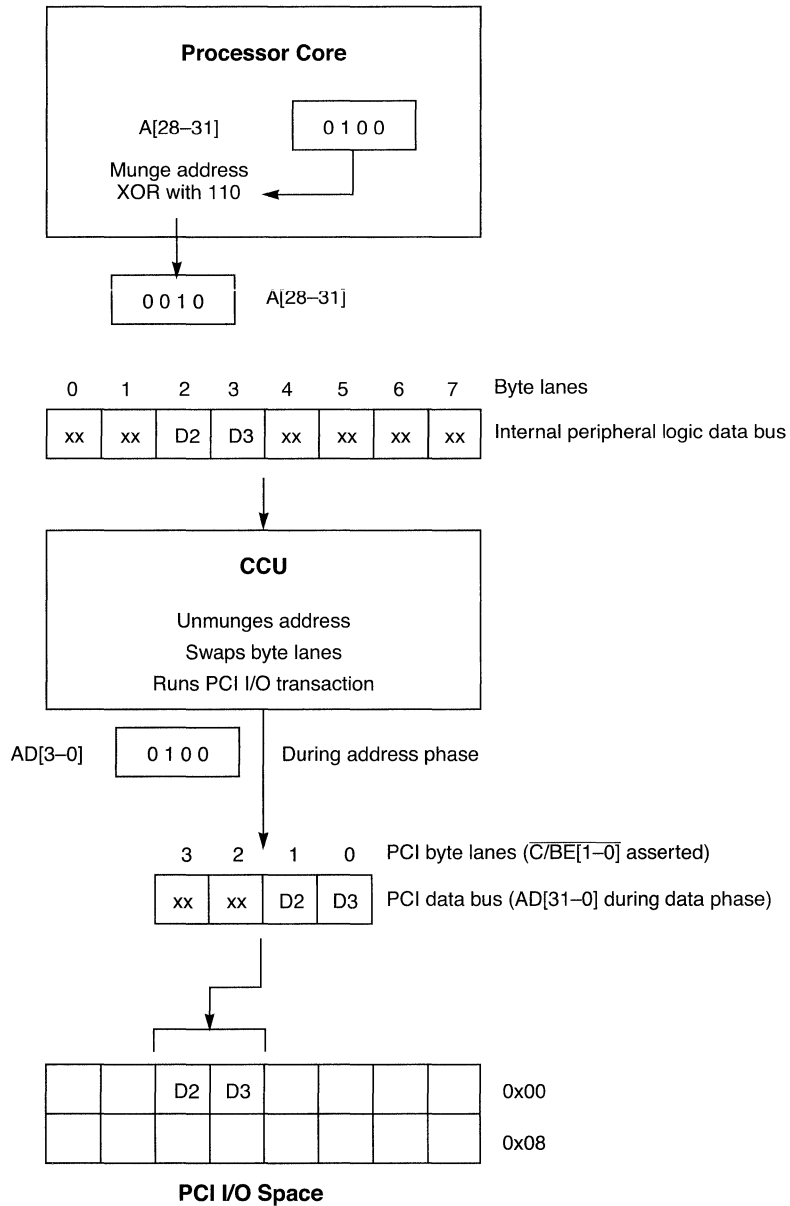 Processor Core
A[28–31] 0 1 0 0
Munge address
XOR with 110
0 0 1 0 A[28–31]
0 1 2 3 4 5 6 7 Byte lanes
xx xx D2 D3 xx xx xx xx Internal peripheral logic data bus
CCU
Unmunges address
Swaps byte lanes
Runs PCI I/O transaction
AD[3–0] 0 1 0 0 During address phase
3 2 1 0 PCI byte lanes (C/BE[1–0] asserted)
xx xx D2 D3 PCI data bus (AD[31–0] during data phase)
D2 D3 0x00
0x08
PCI I/O Space